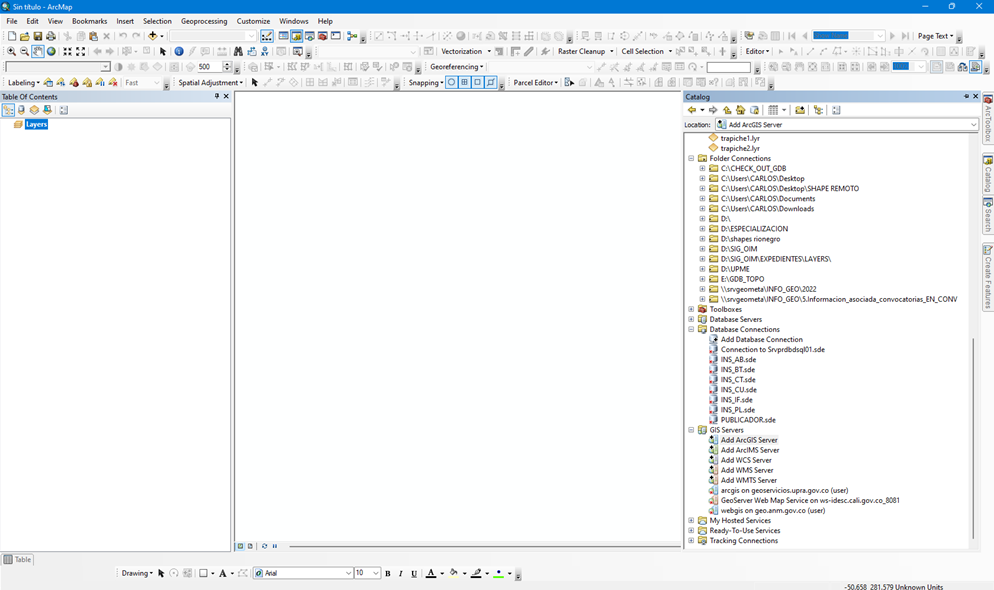 Sin título - ArcMap
File Edit View Bookmarks Insert Selection Geoprocessing Customize Windows Help
Page Text
Vectorization Raster Cleanup Cell Selection Editor
500 Fast Georeferencing
Labeling Fast Spatial Adjustment Snapping Parcel Editor
Table Of Contents
Layers
Catalog
Location: Add ArcGIS Server
trapiche1.lyr
trapiche2.lyr
Folder Connections
C:\CHECK_OUT_GDB
C:\Users\CARLOS\Desktop
C:\Users\CARLOS\Desktop\SHAPE REMOTO
C:\Users\CARLOS\Documents
C:\Users\CARLOS\Downloads
D:\
D:\ESPECIALIZACION
D:\shapes rionegro
D:\SIG_OIM
D:\SIG_OIM\EXPEDIENTES\LAYERS\
D:\UPME
E:\GDB_TOPO
\\srvgeometa\INFO_GEO\2022
\\srvgeometa\INFO_GEO\5.Informacion_asociada_convocatorias_EN_CONV
Toolboxes
Database Servers
Database Connections
Add Database Connection
Connection to Srvprdbdsql01.sde
INS_AB.sde
INS_BT.sde
INS_CT.sde
INS_CU.sde
INS_IF.sde
INS_PL.sde
PUBLICADOR.sde
GIS Servers
Add ArcGIS Server
Add ArcIMS Server
Add WCS Server
Add WMS Server
Add WMTS Server
arcgis on geoservicios.upra.gov.co (user)
GeoServer Web Map Service on ws-idesc.cali.gov.co_8081
webgis on geo.anm.gov.co (user)
My Hosted Services
Ready-To-Use Services
Tracking Connections
ArcToolbox
Catalog
Search
Create Features
Table
Drawing A Arial 10 B I U A
-50,658 281,579 Unknown Units